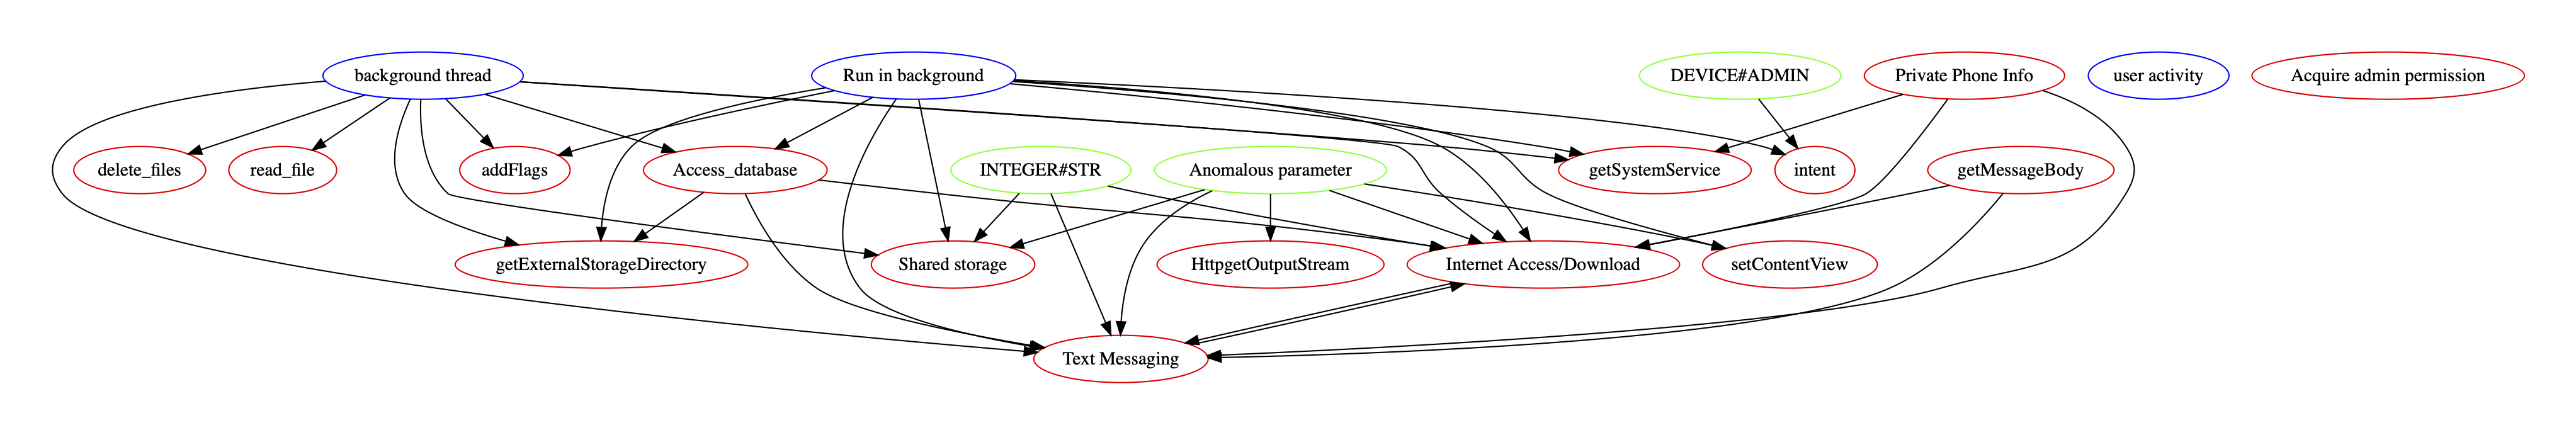 background thread
Run in background
DEVICE#ADMIN
Private Phone Info
user activity
Acquire admin permission
delete_files
read_file
addFlags
Access_database
INTEGER#STR
Anomalous parameter
getSystemService
intent
getMessageBody
getExternalStorageDirectory
Shared storage
HttpgetOutputStream
Internet Access/Download
setContentView
Text Messaging